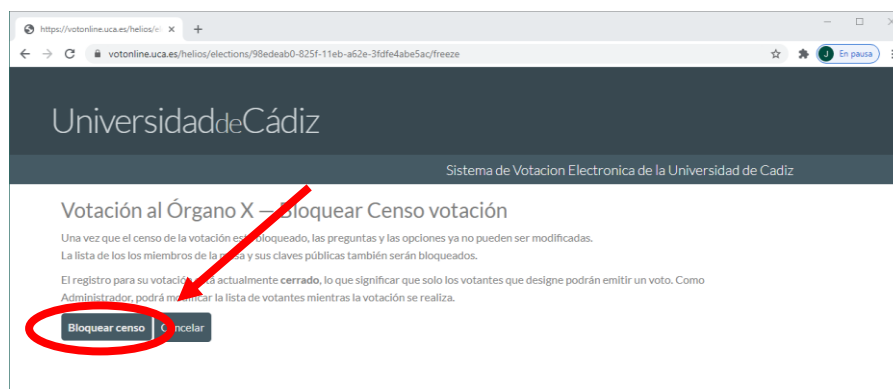 https://votonline.uca.es/helios/el
votonline.uca.es/helios/elections/98edeab0-825f-11eb-a62e-3fdfe4abe5ac/freeze
J En pausa
UniversidaddeCádiz
Sistema de Votacion Electronica de la Universidad de Cadiz
Votación al Órgano X — Bloquear Censo votación
Una vez que el censo de la votación esté bloqueado, las preguntas y las opciones ya no pueden ser modificadas.
La lista de los los miembros de la mesa y sus claves públicas también serán bloqueados.
El registro para su votación está actualmente cerrado, lo que significar que solo los votantes que designe podrán emitir un voto. Como
Administrador, podrá modificar la lista de votantes mientras la votación se realiza.
Bloquear censo Cancelar